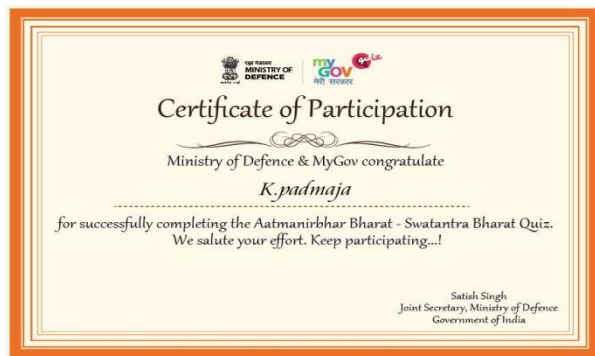 रक्षा मंत्रालय
MINISTRY OF
DEFENCE
my
GOV
quiz
मेरी सरकार
Certificate of Participation
Ministry of Defence & MyGov congratulate
K.padmaja
for successfully completing the Aatmanirbhar Bharat - Swatantra Bharat Quiz.
We salute your effort. Keep participating...!
Satish Singh
Joint Secretary, Ministry of Defence
Government of India